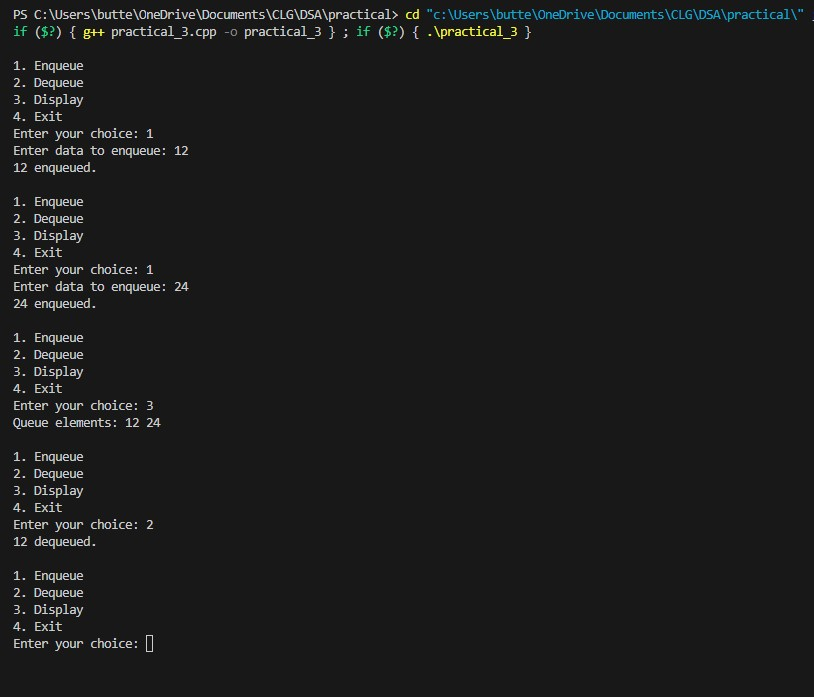 PS C:\Users\butte\OneDrive\Documents\CLG\DSA\practical> cd "c:\Users\butte\OneDrive\Documents\CLG\DSA\practical\"
if ($?) { g++ practical_3.cpp -o practical_3 } ; if ($?) { .\practical_3 }
1. Enqueue
2. Dequeue
3. Display
4. Exit
Enter your choice: 1
Enter data to enqueue: 12
12 enqueued.
1. Enqueue
2. Dequeue
3. Display
4. Exit
Enter your choice: 1
Enter data to enqueue: 24
24 enqueued.
1. Enqueue
2. Dequeue
3. Display
4. Exit
Enter your choice: 3
Queue elements: 12 24
1. Enqueue
2. Dequeue
3. Display
4. Exit
Enter your choice: 2
12 dequeued.
1. Enqueue
2. Dequeue
3. Display
4. Exit
Enter your choice: